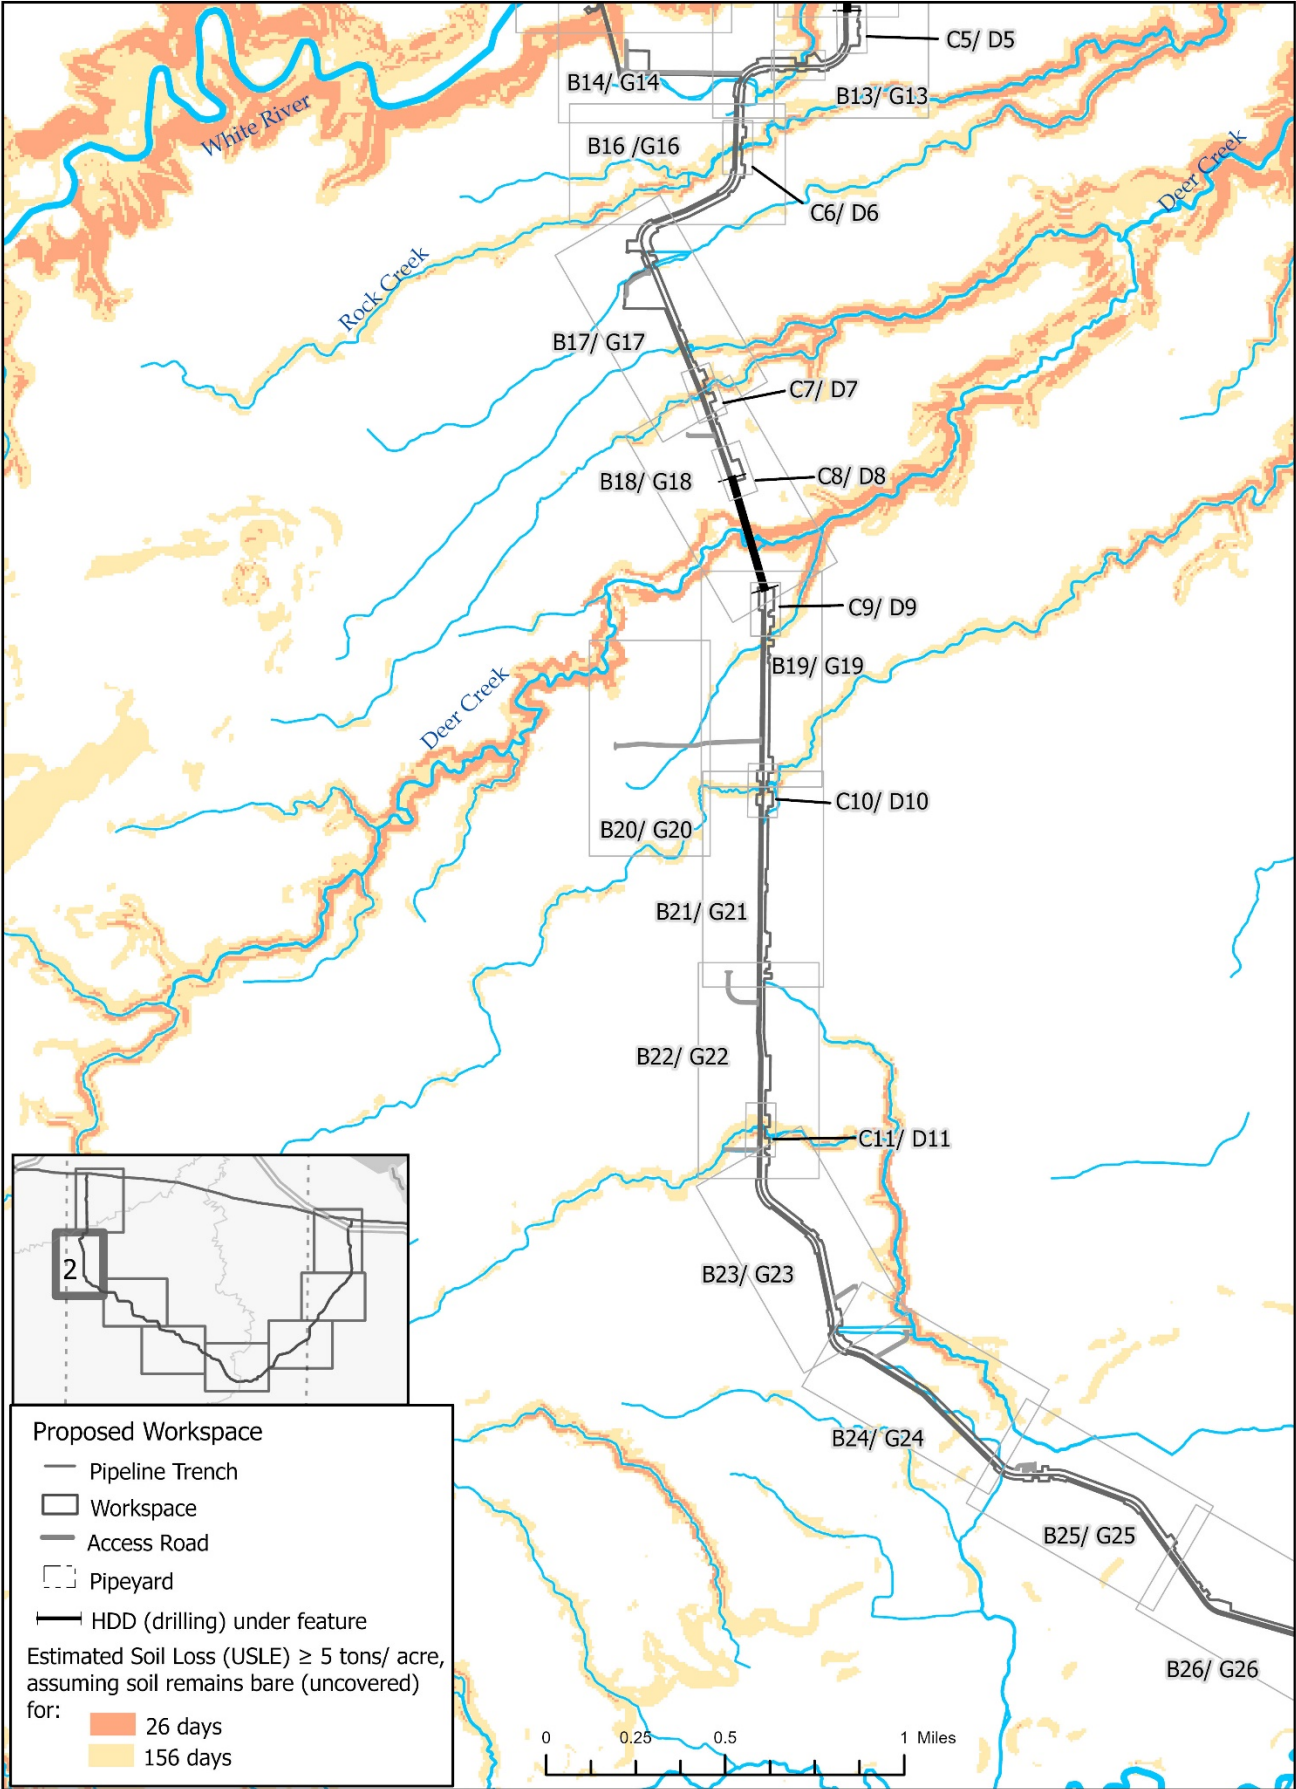 C5/ D5
B14/ G14
B13/ G13
White River
B16 /G16
Deer Creek
C6/ D6
Rock Creek
B17/ G17
C7/ D7
B18/ G18
C8/ D8
C9/ D9
B19/ G19
Deer Creek
C10/ D10
B20/ G20
B21/ G21
B22/ G22
C11/ D11
2
B23/ G23
B24/ G24
B25/ G25
B26/ G26
Proposed Workspace
Pipeline Trench
Workspace
Access Road
Pipeyard
HDD (drilling) under feature
Estimated Soil Loss (USLE) ≥ 5 tons/ acre,
assuming soil remains bare (uncovered)
for:
26 days
156 days
0 0.25 0.5 1 Miles